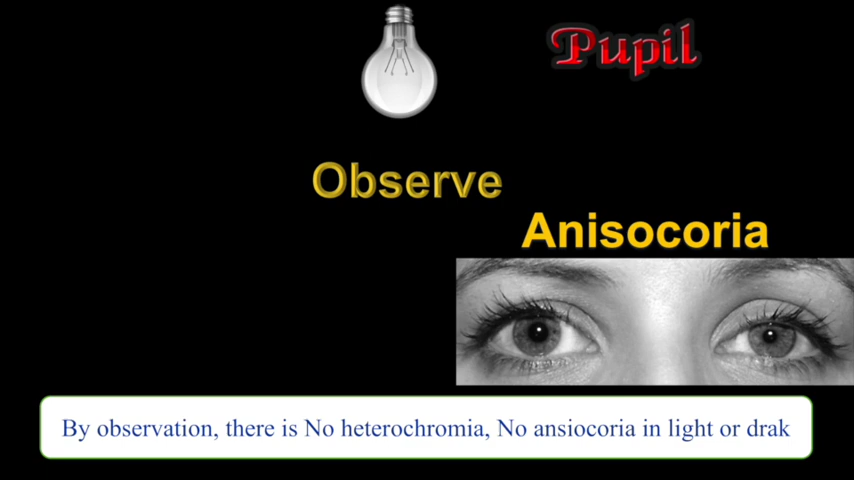 Pupil
Observe
Anisocoria
By observation, there is No heterochromia, No ansiocoria in light or drak